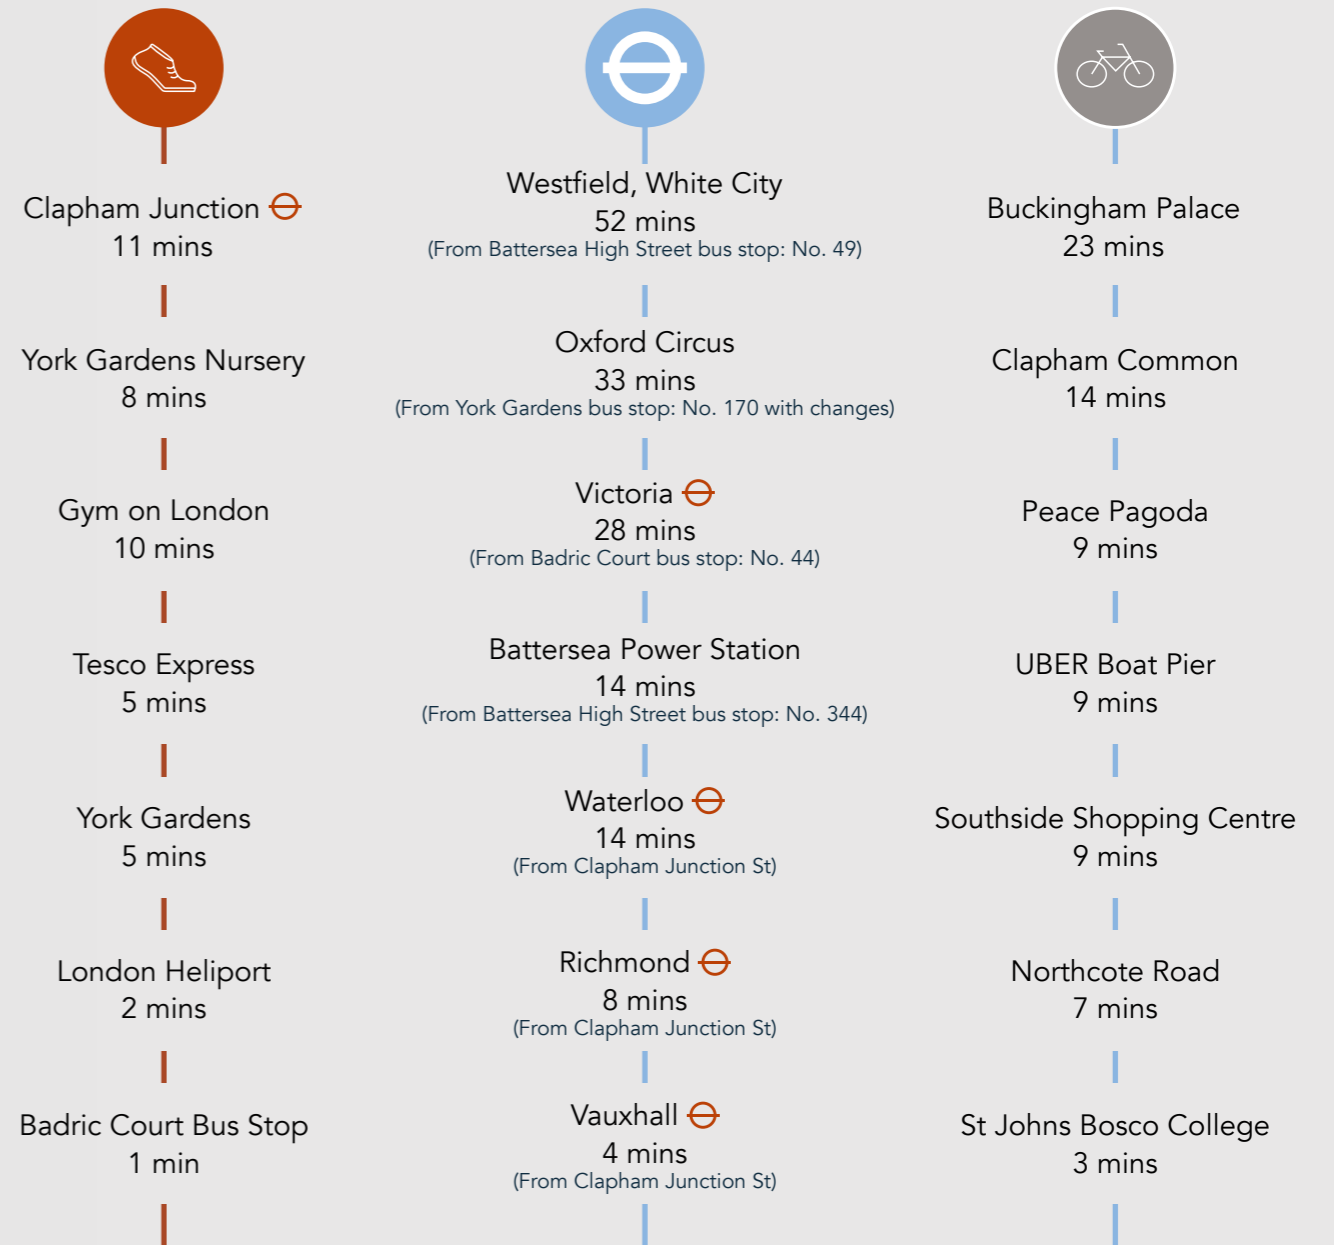 Clapham Junction
11 mins
York Gardens Nursery
8 mins
Gym on London
10 mins
Tesco Express
5 mins
York Gardens
5 mins
London Heliport
2 mins
Badric Court Bus Stop
1 min
Westfield, White City
52 mins
(From Battersea High Street bus stop: No. 49)
Oxford Circus
33 mins
(From York Gardens bus stop: No. 170 with changes)
Victoria
28 mins
(From Badric Court bus stop: No. 44)
Battersea Power Station
14 mins
(From Battersea High Street bus stop: No. 344)
Waterloo
14 mins
(From Clapham Junction St)
Richmond
8 mins
(From Clapham Junction St)
Vauxhall
4 mins
(From Clapham Junction St)
Buckingham Palace
23 mins
Clapham Common
14 mins
Peace Pagoda
9 mins
UBER Boat Pier
9 mins
Southside Shopping Centre
9 mins
Northcote Road
7 mins
St Johns Bosco College
3 mins